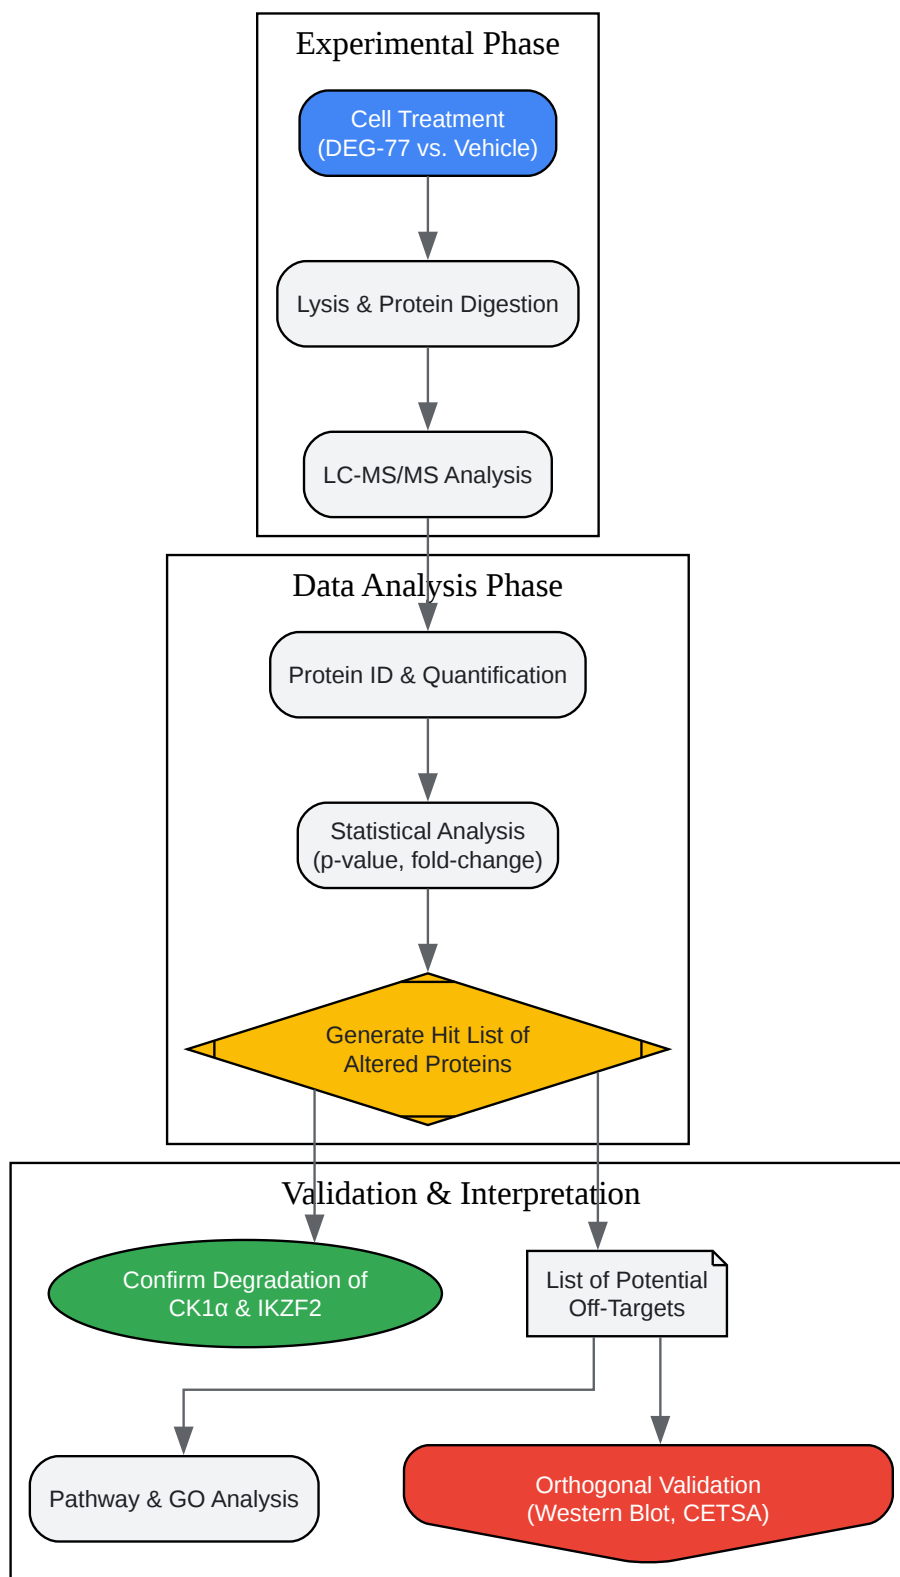 Experimental Phase
Cell Treatment
(DEG-77 vs. Vehicle)
Lysis & Protein Digestion
LC-MS/MS Analysis
Data Analysis Phase
Protein ID & Quantification
Statistical Analysis
(p-value, fold-change)
Generate Hit List of
Altered Proteins
Validation & Interpretation
Confirm Degradation of
CK1α & IKZF2
List of Potential
Off-Targets
Pathway & GO Analysis
Orthogonal Validation
(Western Blot, CETSA)